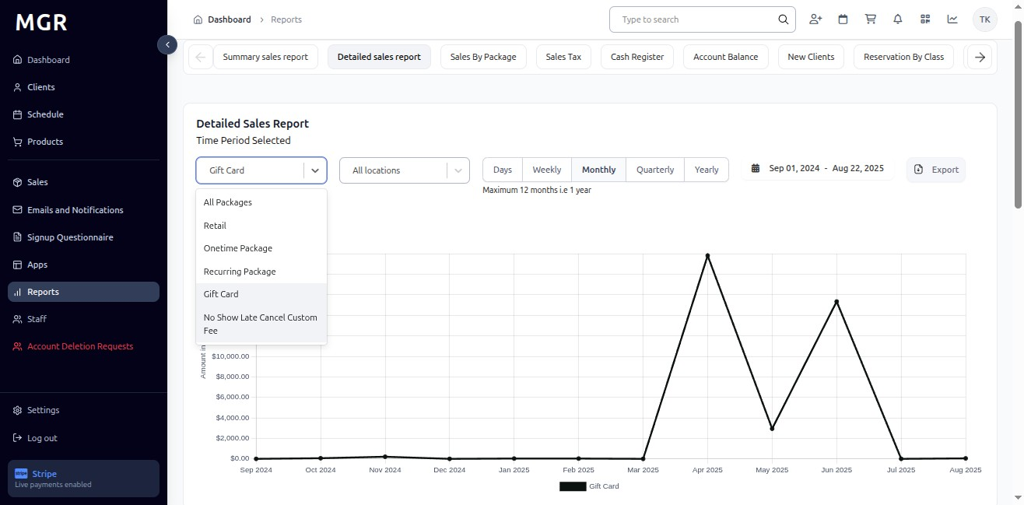 MGR
Dashboard
Clients
Schedule
Products
Sales
Emails and Notifications
Signup Questionnaire
Apps
Reports
Staff
Account Deletion Requests
Settings
Log out
Stripe
Live payments enabled
Dashboard > Reports
Type to search
TK
Summary sales report
Detailed sales report
Sales By Package
Sales Tax
Cash Register
Account Balance
New Clients
Reservation By Class
Detailed Sales Report
Time Period Selected
Gift Card
All locations
Days
Weekly
Monthly
Quarterly
Yearly
Sep 01, 2024 - Aug 22, 2025
Export
Maximum 12 months i.e 1 year
All Packages
Retail
Onetime Package
Recurring Package
Gift Card
No Show Late Cancel Custom
Fee
Amount in
$10,000.00
$8,000.00
$6,000.00
$4,000.00
$2,000.00
$0.00
Sep 2024
Oct 2024
Nov 2024
Dec 2024
Jan 2025
Feb 2025
Mar 2025
Apr 2025
May 2025
Jun 2025
Jul 2025
Aug 2025
Gift Card